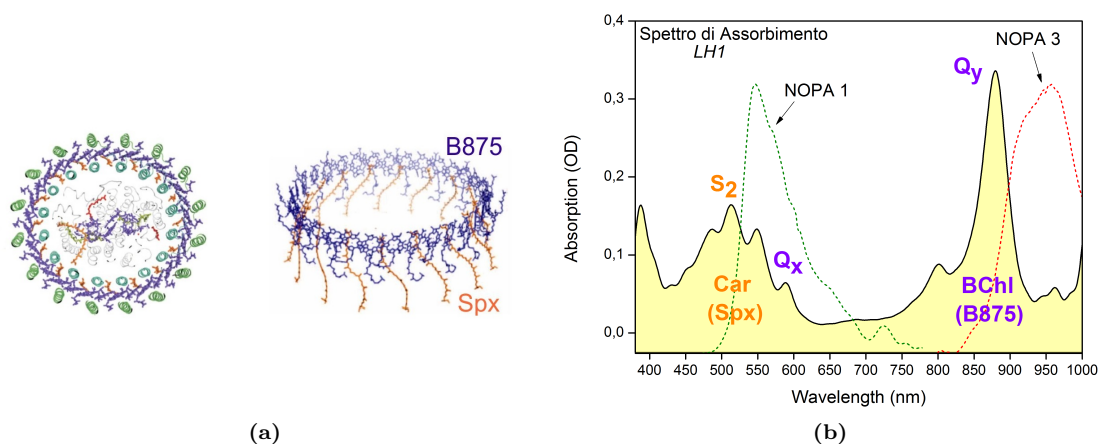 B875
Spx
(a)
Spettro di Assorbimento
LH1
NOPA 1
NOPA 3
Qy
S2
Qx
Car
(Spx)
BChl
(B875)
Absorption (OD)
0,4
0,3
0,2
0,1
0,0
400 450 500 550 600 650 700 750 800 850 900 950 1000
Wavelength (nm)
(b)